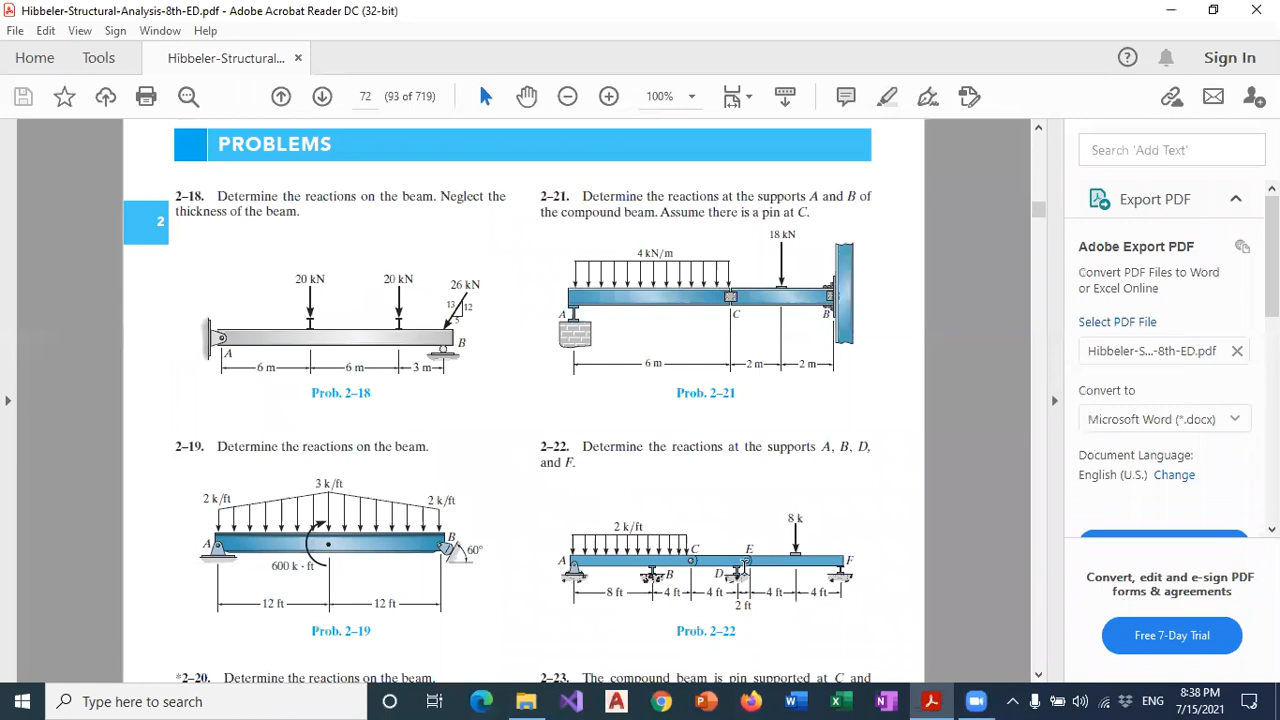 Hibbeler-Structural-Analysis-8th-ED.pdf - Adobe Acrobat Reader DC (32-bit)
File Edit View Sign Window Help
Home Tools Hibbeler-Structural... Sign In
72 (93 of 719) 100%
PROBLEMS
2
2–18. Determine the reactions on the beam. Neglect the
thickness of the beam.
20 kN 20 kN 26 kN
13 12
5
A B
6 m 6 m 3 m
Prob. 2–18
2–19. Determine the reactions on the beam.
3 k/ft
2 k/ft 2 k/ft
A B
60°
600 k · ft
12 ft 12 ft
Prob. 2–19
*2–20. Determine the reactions on the beam.
2–21. Determine the reactions at the supports A and B of
the compound beam. Assume there is a pin at C.
18 kN
4 kN/m
A C B
6 m 2 m 2 m
Prob. 2–21
2–22. Determine the reactions at the supports A, B, D,
and F.
8 k
2 k/ft
A C E F
B D
8 ft 4 ft 4 ft 4 ft 4 ft
2 ft
Prob. 2–22
2–23. The compound beam is pin supported at C and
Search 'Add Text'
Export PDF
Adobe Export PDF
Convert PDF Files to Word
or Excel Online
Select PDF File
Hibbeler-S...-8th-ED.pdf
Convert to
Microsoft Word (*.docx)
Document Language:
English (U.S.) Change
Convert, edit and e-sign PDF
forms & agreements
Free 7-Day Trial
Type here to search
ENG
8:38 PM
7/15/2021